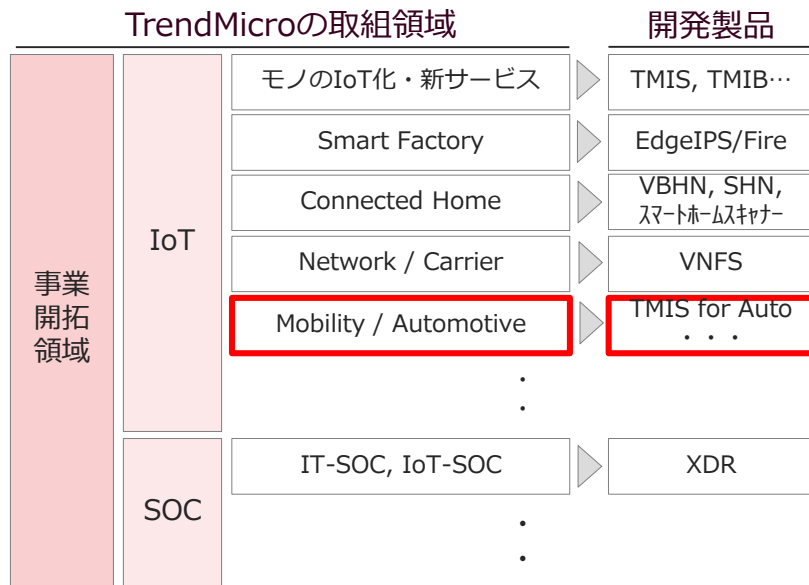 TrendMicroの取組領域
開発製品
事業
開拓
領域
IoT
モノのIoT化・新サービス
TMIS, TMIB…
Smart Factory
EdgeIPS/Fire
Connected Home
VBHN, SHN,
ｽﾏｰﾄﾎｰﾑｽｷｬﾅｰ
Network / Carrier
VNFS
Mobility / Automotive
TMIS for Auto
・・・
・
・
SOC
IT-SOC, IoT-SOC
XDR
・
・